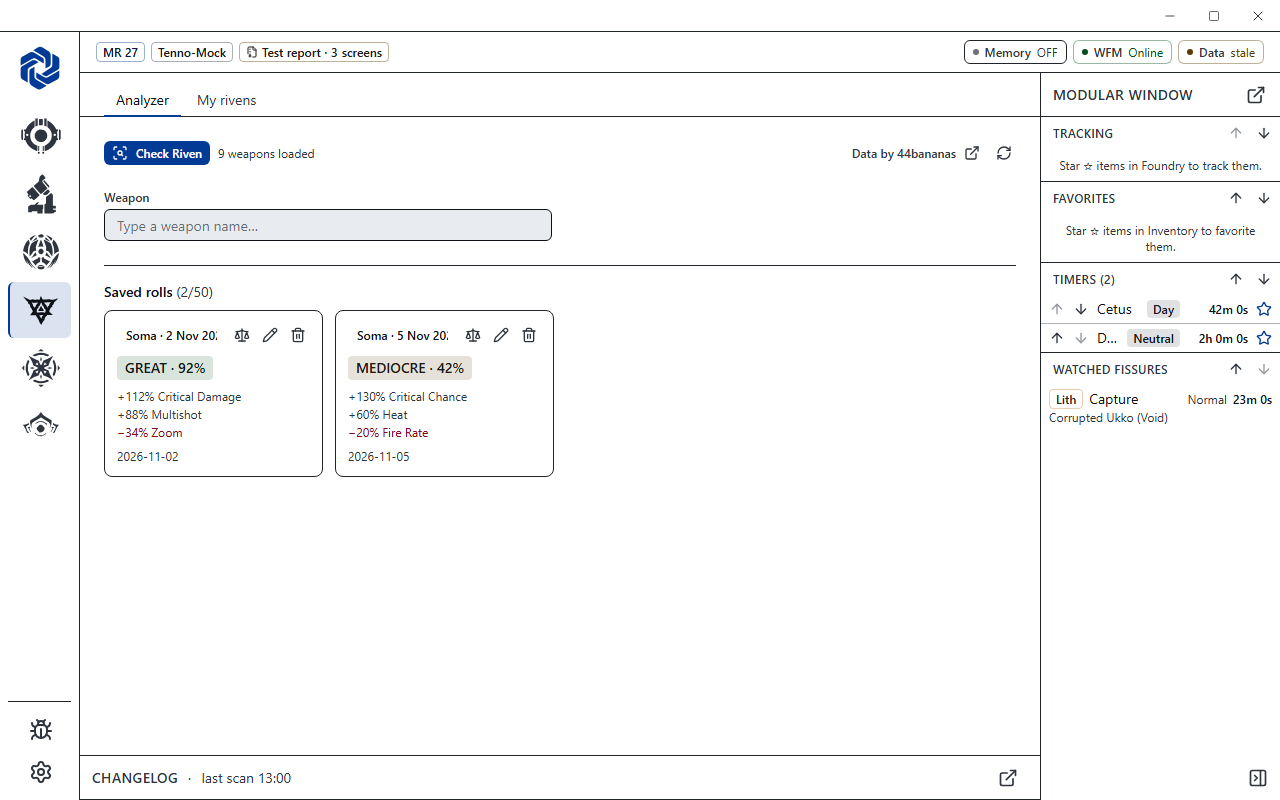 MR 27
Tenno-Mock
Test report · 3 screens
Memory OFF
WFM Online
Data stale
Analyzer
My rivens
Check Riven
9 weapons loaded
Data by 44bananas
Weapon
Type a weapon name...
Saved rolls (2/50)
Soma · 2 Nov 202
GREAT · 92%
+112% Critical Damage
+88% Multishot
−34% Zoom
2026-11-02
Soma · 5 Nov 202
MEDIOCRE · 42%
+130% Critical Chance
+60% Heat
−20% Fire Rate
2026-11-05
MODULAR WINDOW
TRACKING
Star ☆ items in Foundry to track them.
FAVORITES
Star ☆ items in Inventory to favorite
them.
TIMERS (2)
Cetus Day 42m 0s
D... Neutral 2h 0m 0s
WATCHED FISSURES
Lith Capture Normal 23m 0s
Corrupted Ukko (Void)
CHANGELOG · last scan 13:00